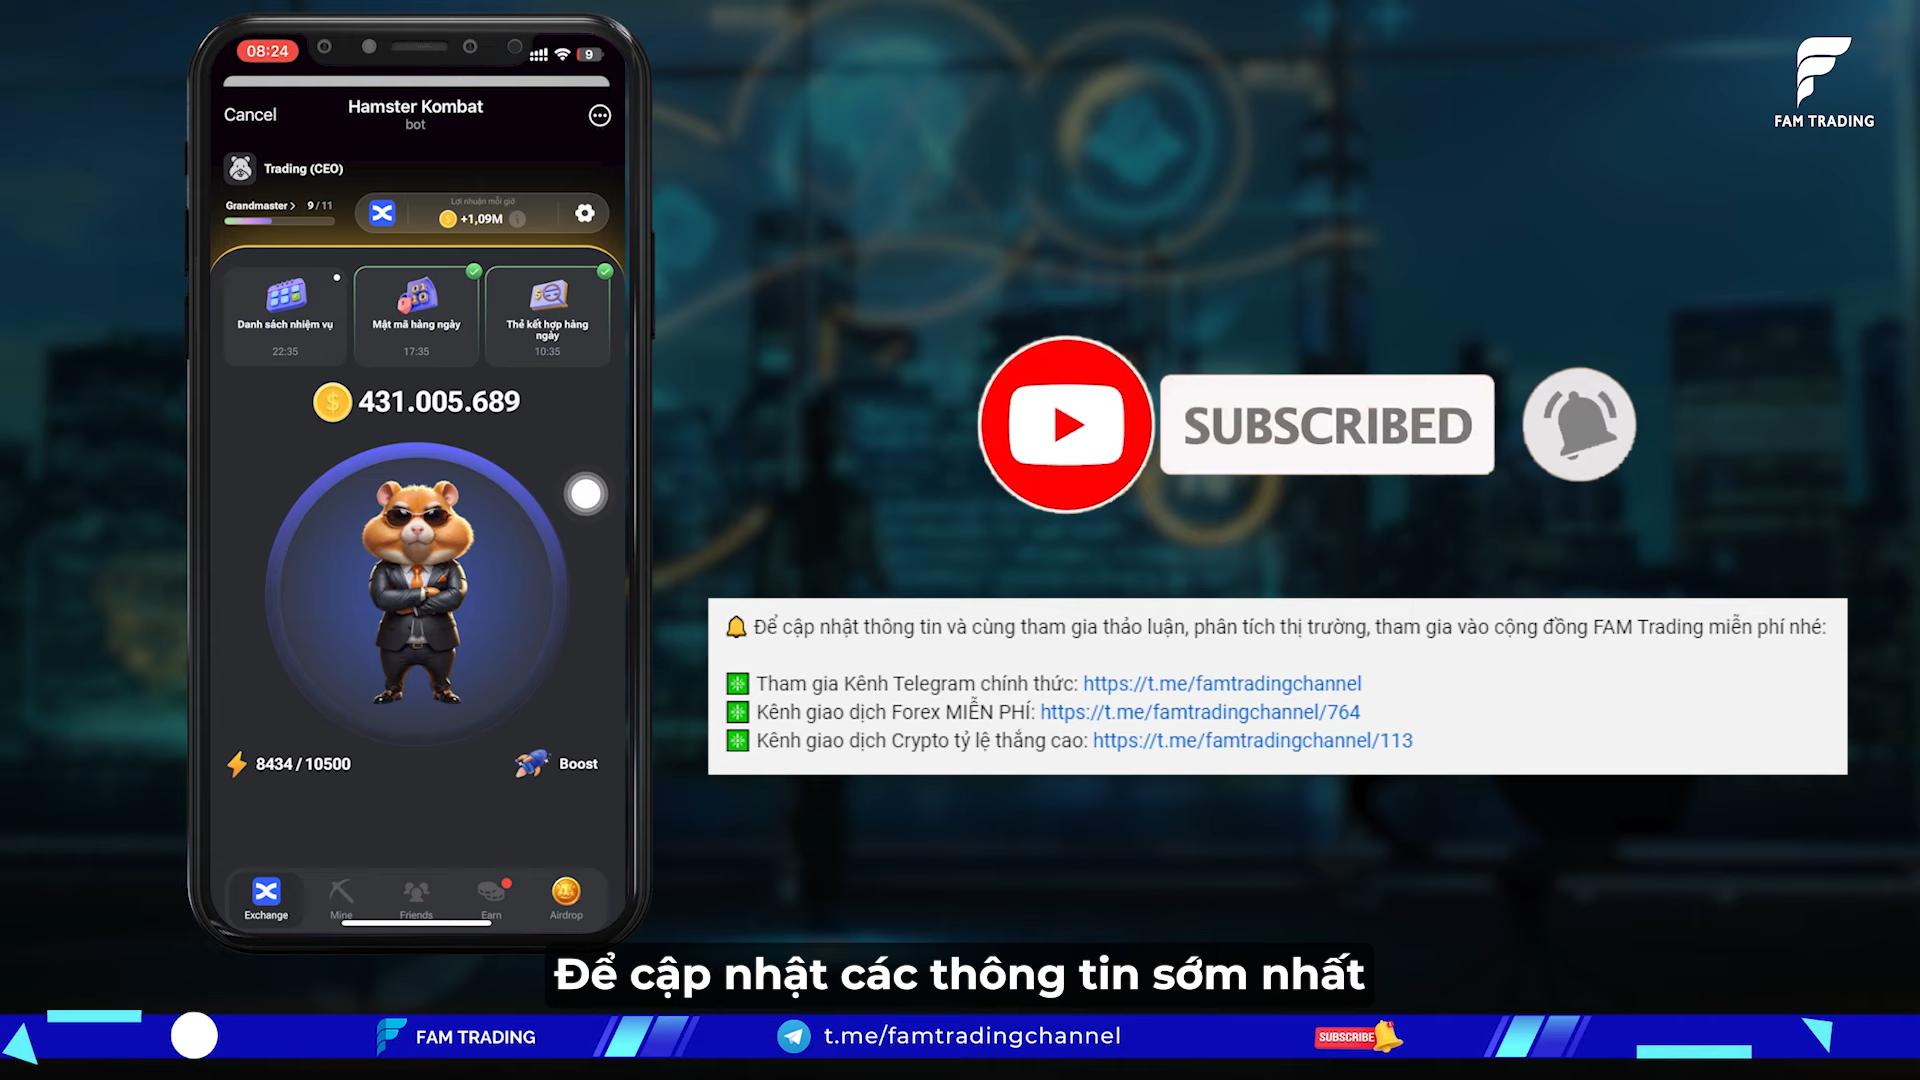 08:24
9
Cancel
Hamster Kombat
bot
Trading (CEO)
Grandmaster > 9/11
Lợi nhuận mỗi giờ
+1,09M
Danh sách nhiệm vụ
22:35
Mật mã hàng ngày
17:35
Thẻ kết hợp hàng
ngày
10:35
431.005.689
8434 / 10500
Boost
Exchange
Mine
Friends
Earn
Airdrop
FAM TRADING
SUBSCRIBED
Để cập nhật thông tin và cùng tham gia thảo luận, phân tích thị trường, tham gia vào cộng đồng FAM Trading miễn phí nhé:
Tham gia Kênh Telegram chính thức: https://t.me/famtradingchannel
Kênh giao dịch Forex MIỄN PHÍ: https://t.me/famtradingchannel/764
Kênh giao dịch Crypto tỷ lệ thắng cao: https://t.me/famtradingchannel/113
Để cập nhật các thông tin sớm nhất
FAM TRADING
t.me/famtradingchannel
SUBSCRIBE